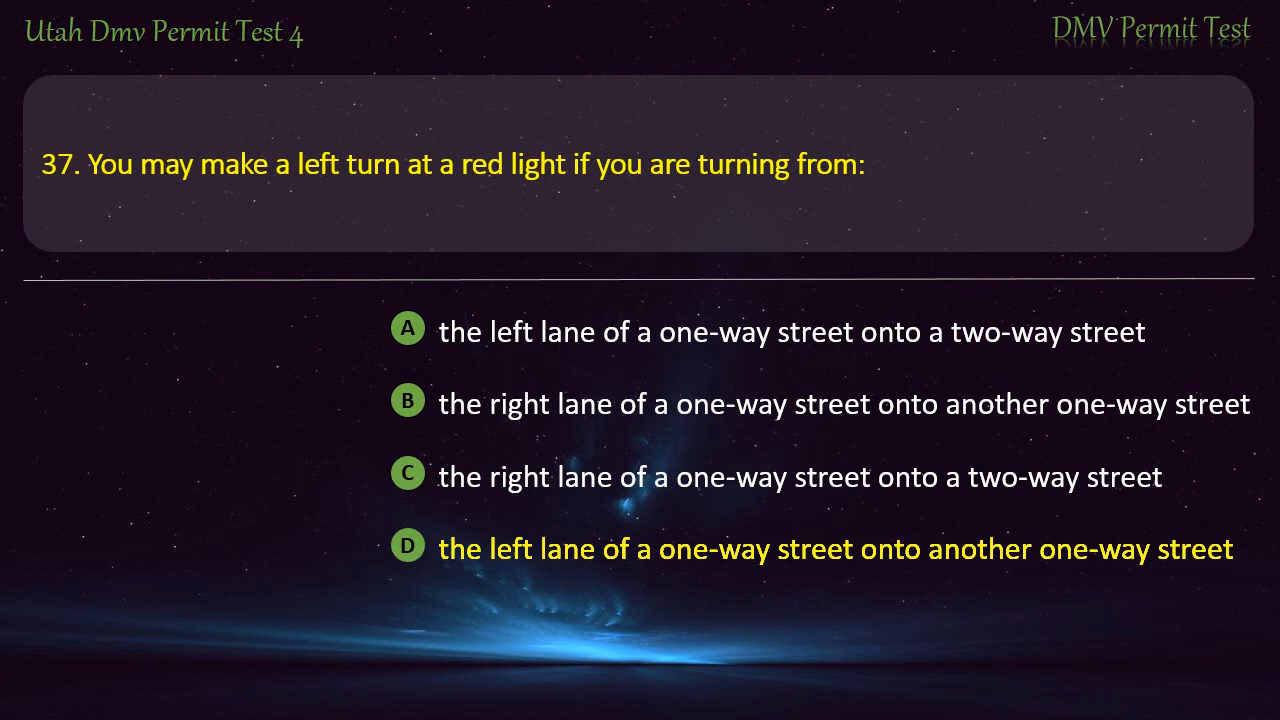 Utah Dmv Permit Test 4
DMV Permit Test
37. You may make a left turn at a red light if you are turning from:
A the left lane of a one-way street onto a two-way street
B the right lane of a one-way street onto another one-way street
C the right lane of a one-way street onto a two-way street
D the left lane of a one-way street onto another one-way street